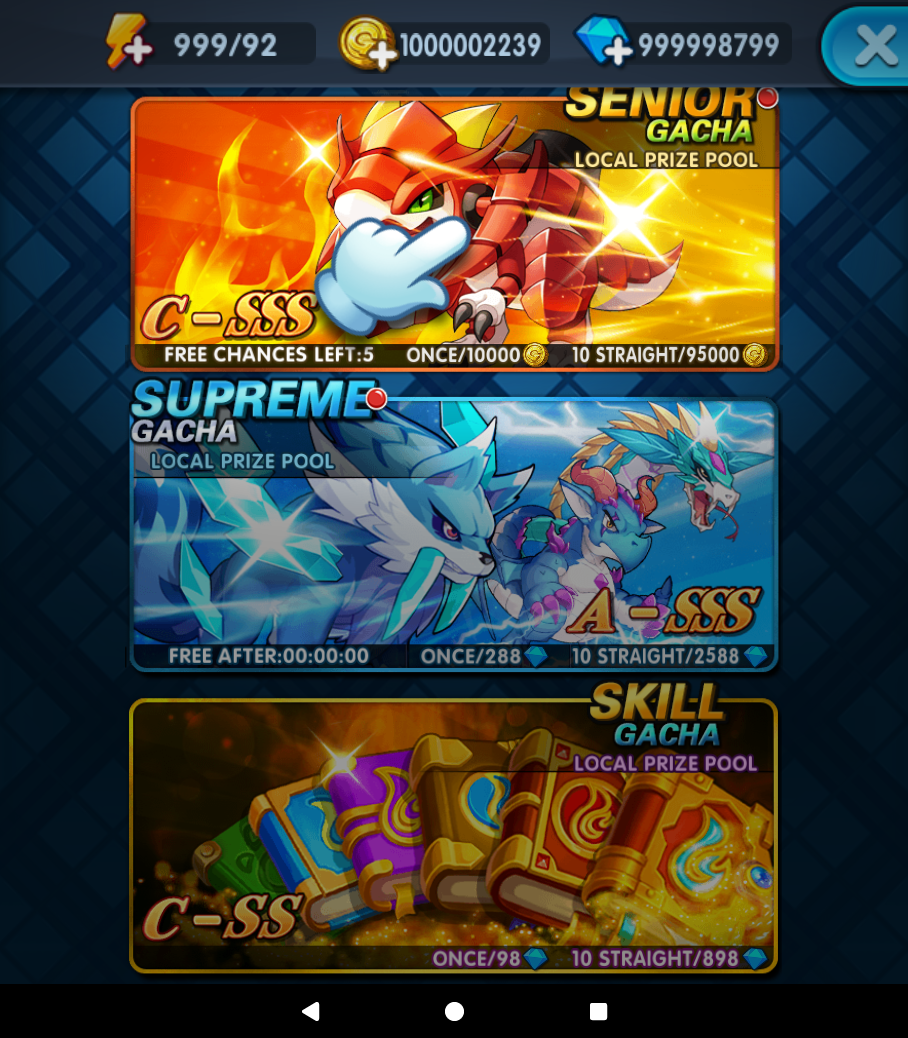 999/92
1000002239
999998799
SENIOR
GACHA
LOCAL PRIZE POOL
C - SSS
FREE CHANCES LEFT:5
ONCE/10000
10 STRAIGHT/95000
SUPREME
GACHA
LOCAL PRIZE POOL
A - SSS
FREE AFTER:00:00:00
ONCE/288
10 STRAIGHT/2588
SKILL
GACHA
LOCAL PRIZE POOL
C - SS
ONCE/98
10 STRAIGHT/898